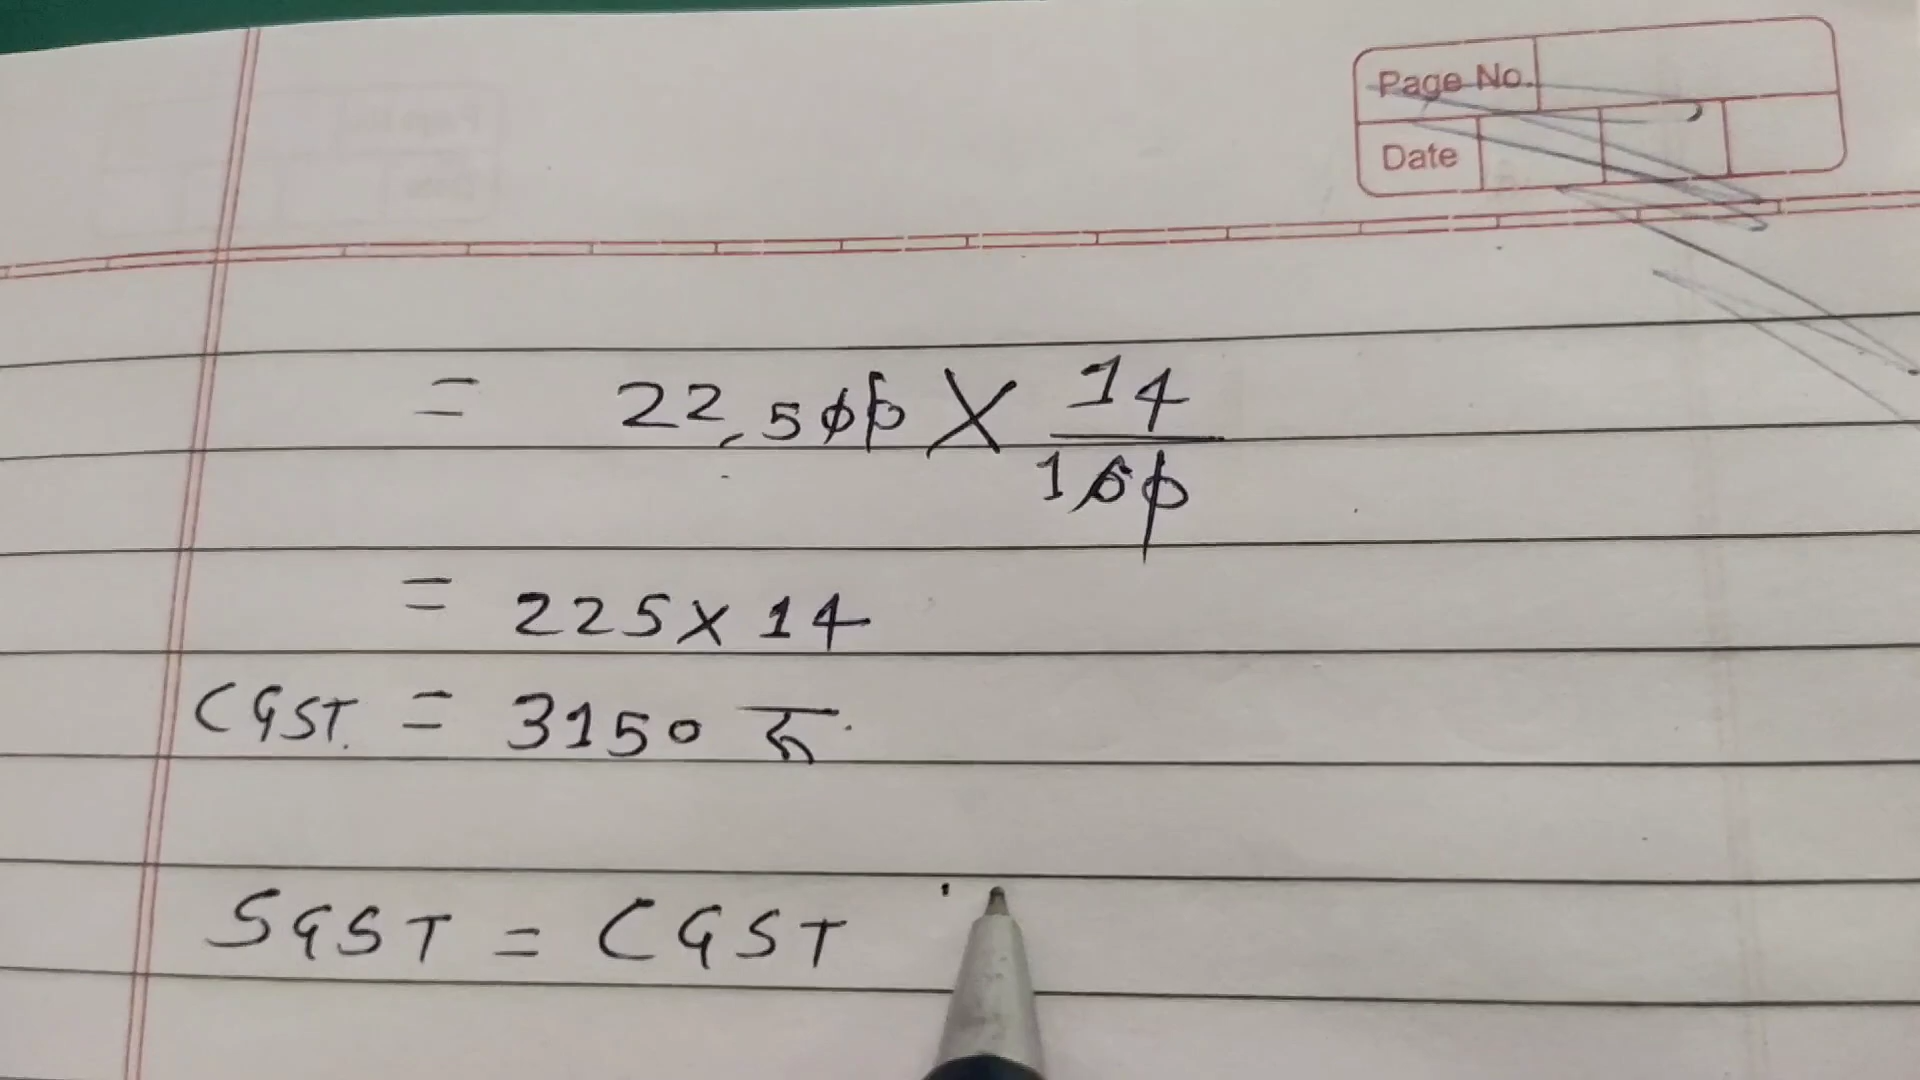 Page No.
Date
= 22,500 X 14/100
= 225 x 14
CGST. = 3150 रु.
SGST = CGST